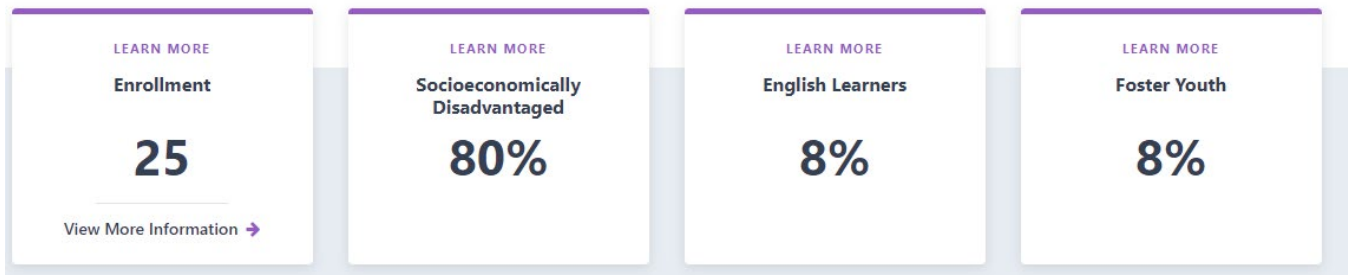 LEARN MORE
Enrollment
25
View More Information
LEARN MORE
Socioeconomically
Disadvantaged
80%
LEARN MORE
English Learners
8%
LEARN MORE
Foster Youth
8%